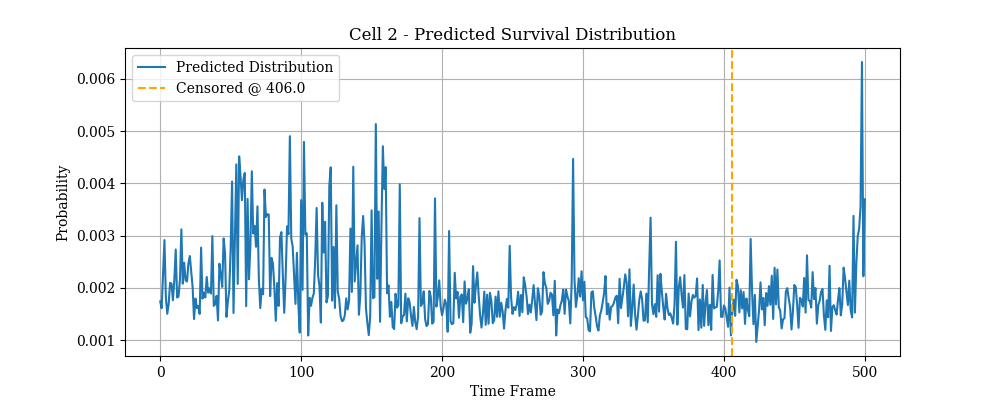 Cell 2 - Predicted Survival Distribution
Predicted Distribution
Censored @ 406.0
Probability
0.006
0.005
0.004
0.003
0.002
0.001
0 100 200 300 400 500
Time Frame